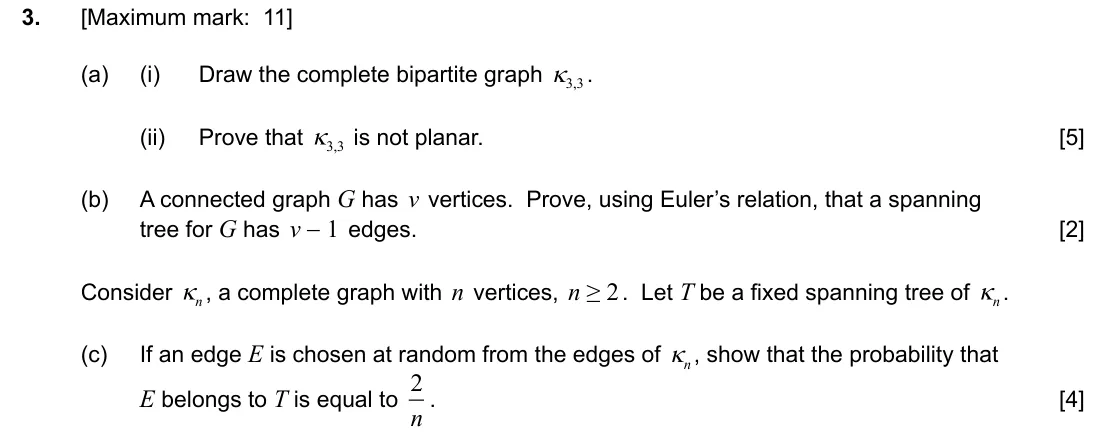 3. [Maximum mark: 11]
(a) (i) Draw the complete bipartite graph κ₃,₃.
(ii) Prove that κ₃,₃ is not planar. [5]
(b) A connected graph G has v vertices. Prove, using Euler's relation, that a spanning
tree for G has v − 1 edges. [2]
Consider κₙ, a complete graph with n vertices, n ≥ 2. Let T be a fixed spanning tree of κₙ.
(c) If an edge E is chosen at random from the edges of κₙ, show that the probability that
E belongs to T is equal to 2/n. [4]